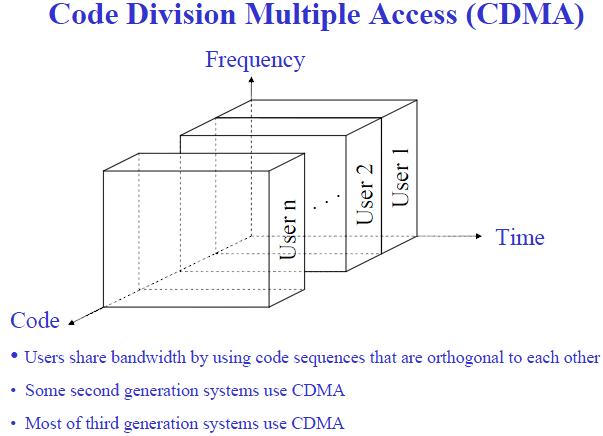 Code Division Multiple Access (CDMA)
Frequency
User n
. . .
User 2
User 1
Time
Code
• Users share bandwidth by using code sequences that are orthogonal to each other
• Some second generation systems use CDMA
• Most of third generation systems use CDMA